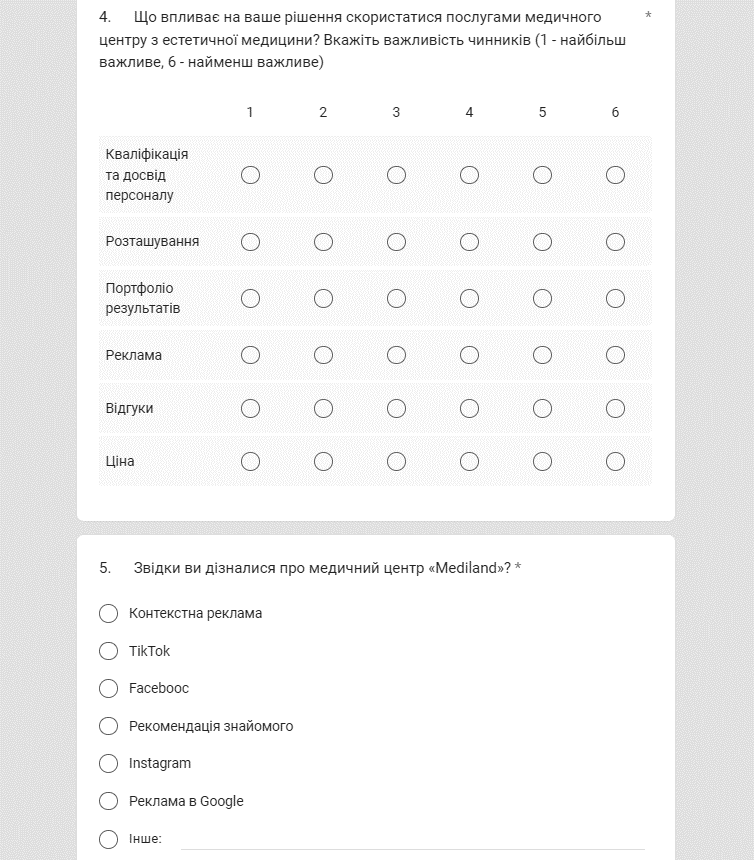 4. Що впливає на ваше рішення скористатися послугами медичного *
центру з естетичної медицини? Вкажіть важливість чинників (1 - найбільш
важливе, 6 - найменш важливе)
1 2 3 4 5 6
Кваліфікація
та досвід
персоналу
Розташування
Портфоліо
результатів
Реклама
Відгуки
Ціна
5. Звідки ви дізналися про медичний центр «Mediland»? *
Контекстна реклама
TikTok
Facebooc
Рекомендація знайомого
Instagram
Реклама в Google
Інше: